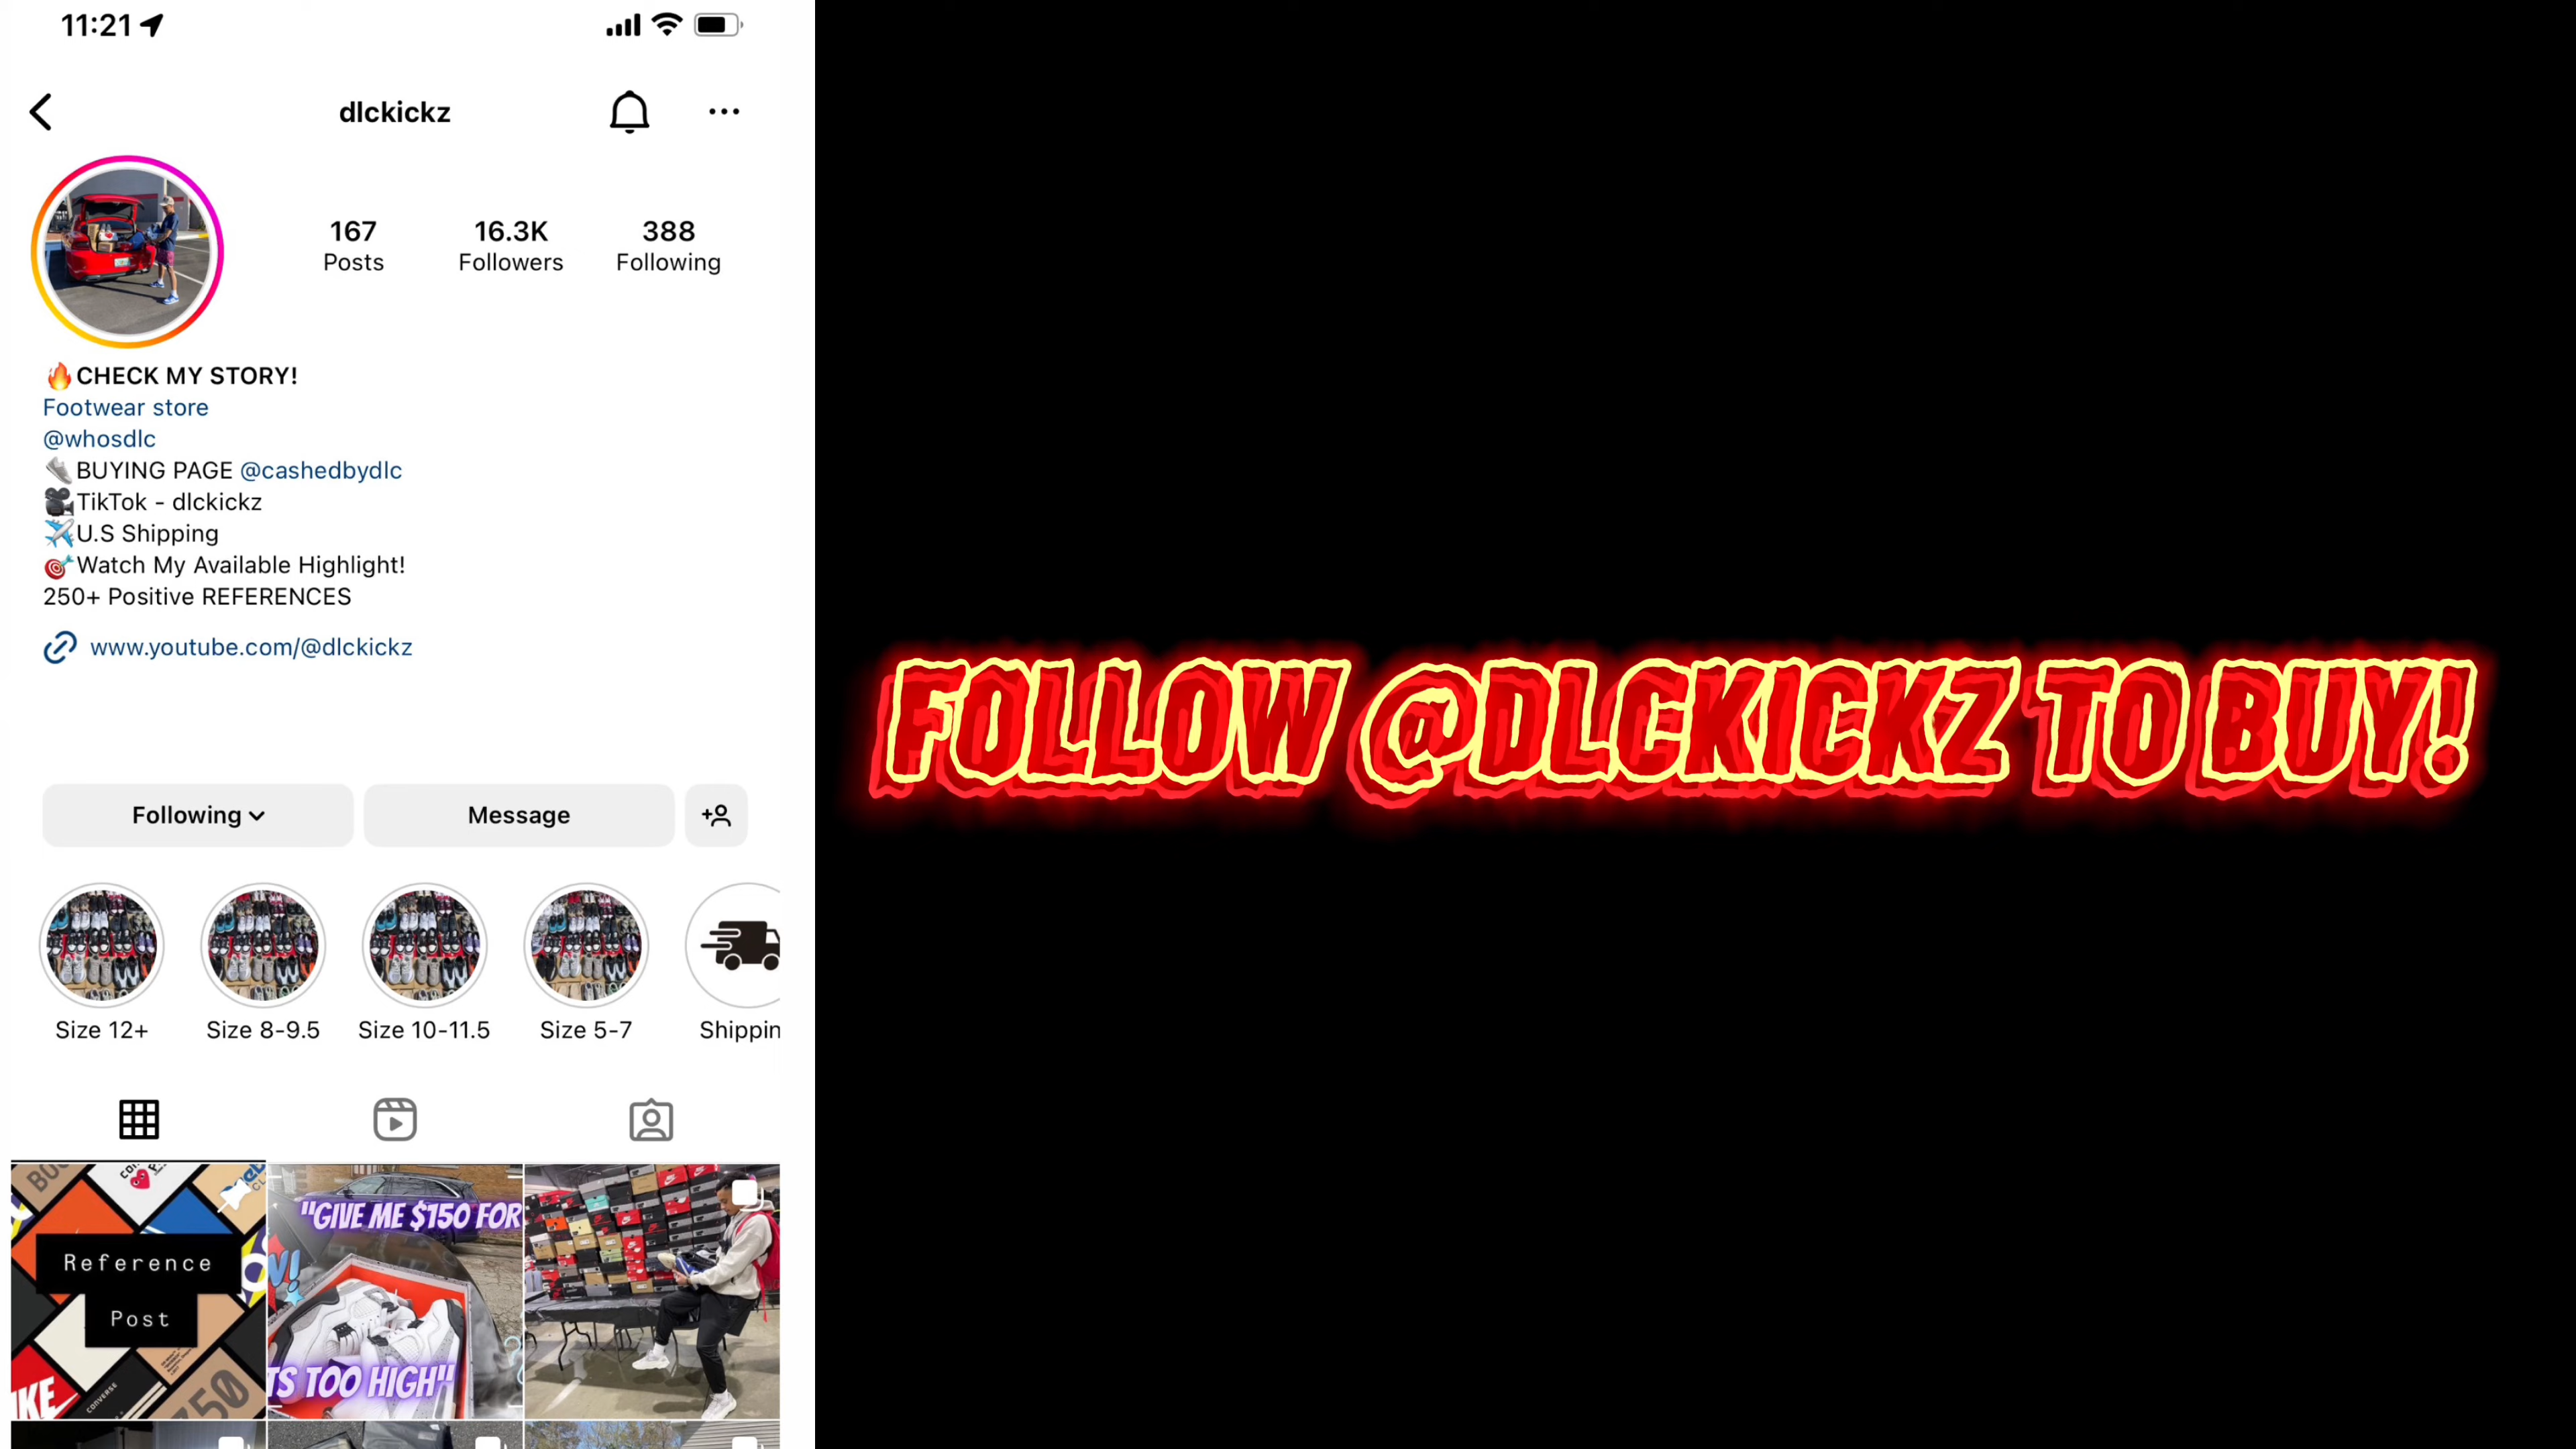 11:21
dlckickz
167
Posts
16.3K
Followers
388
Following
🔥CHECK MY STORY!
Footwear store
@whosdlc
👟BUYING PAGE @cashedbydlc
🎥TikTok - dlckickz
✈️U.S Shipping
🎯Watch My Available Highlight!
250+ Positive REFERENCES
www.youtube.com/@dlckickz
Following
Message
Size 12+
Size 8-9.5
Size 10-11.5
Size 5-7
Shippin
Reference
Post
CONVERSE
"GIVE ME $150 FOR
TS TOO HIGH"
FOLLOW @DLCKICKZ TO BUY!